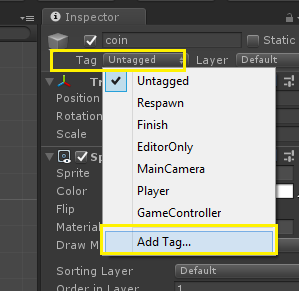 Inspector
coin Static
Tag Untagged Layer Default
Untagged
Respawn
Finish
EditorOnly
MainCamera
Player
GameController
Add Tag...
Tr
Position
Rotation
Scale
Sp
Sprite
Color
Flip
Material
Draw M
Sorting Layer Default
Order in Layer 1